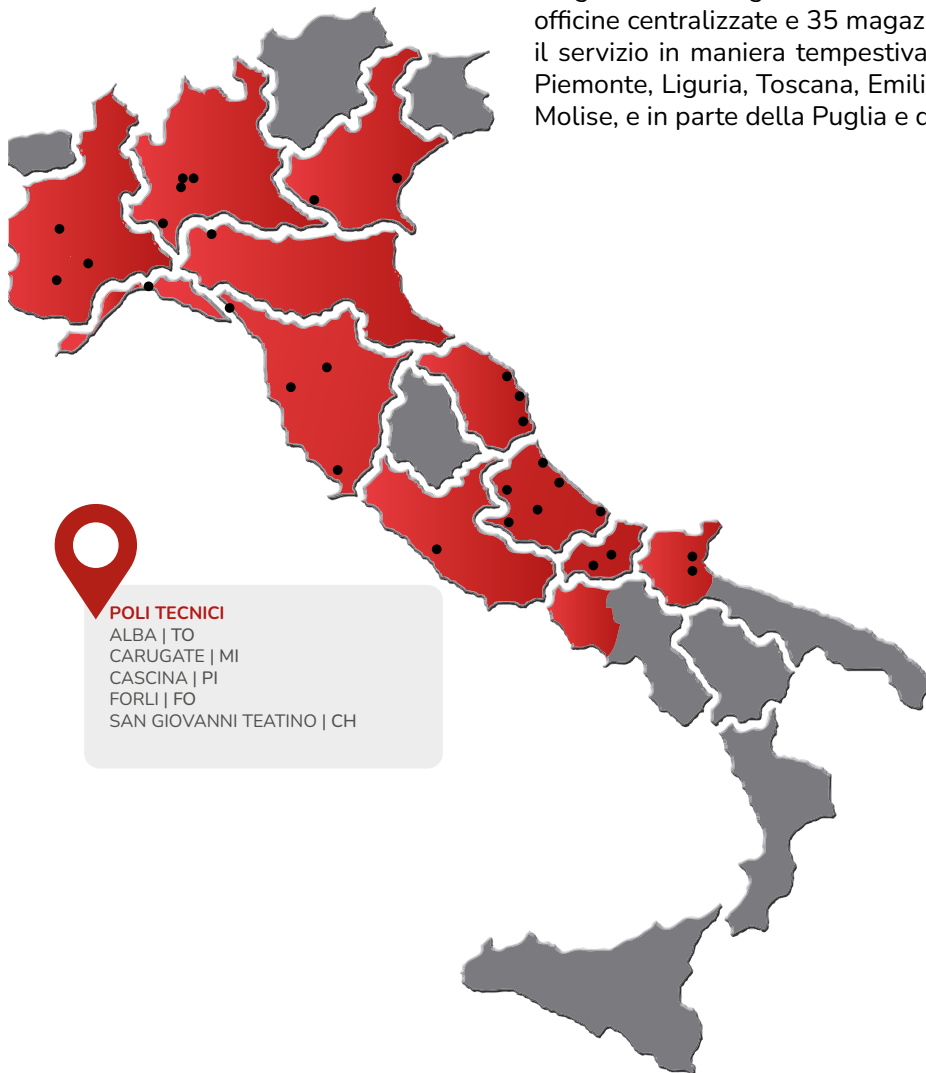 officine centralizzate e 35 magaz
il servizio in maniera tempestiva
Piemonte, Liguria, Toscana, Emili
Molise, e in parte della Puglia e
POLI TECNICI
ALBA | TO
CARUGATE | MI
CASCINA | PI
FORLI | FO
SAN GIOVANNI TEATINO | CH